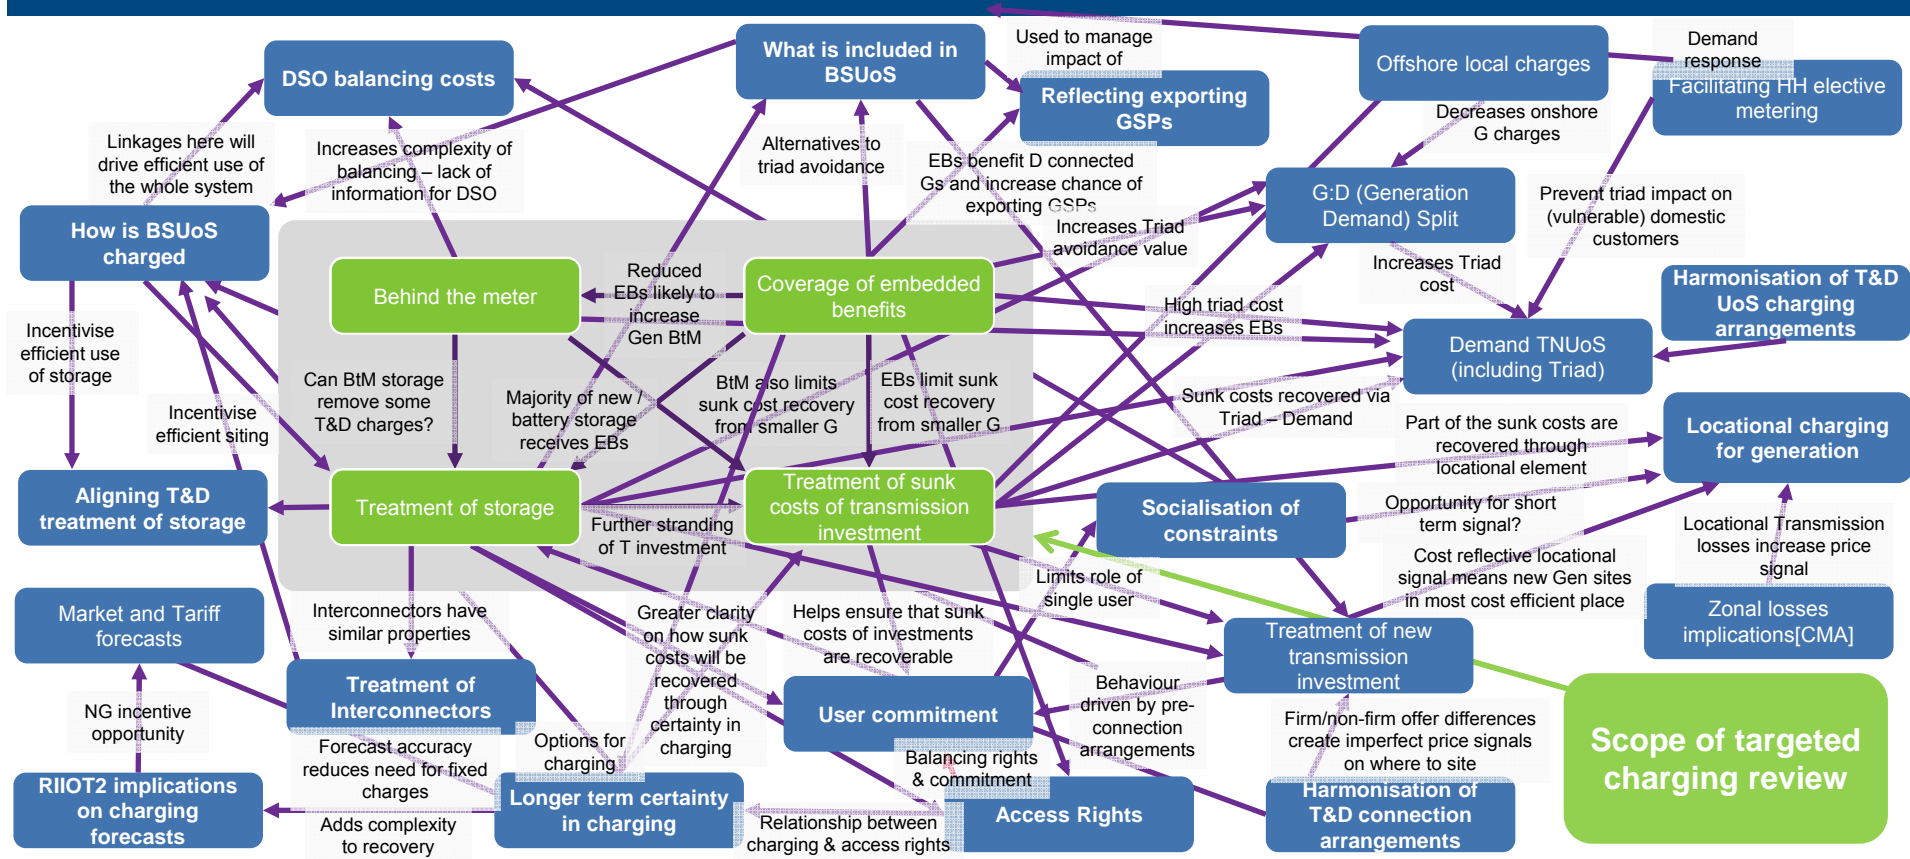 DSO balancing costs
What is included in
BSUoS
Used to manage
impact of
Reflecting exporting
GSPs
Offshore local charges
Demand
response
Facilitating HH elective
metering
Linkages here will
drive efficient use of
the whole system
Increases complexity of
balancing – lack of
information for DSO
Alternatives to
triad avoidance
EBs benefit D connected
Gs and increase chance of
exporting GSPs
Decreases onshore
G charges
G:D (Generation
Demand) Split
Prevent triad impact on
(vulnerable) domestic
customers
How is BSUoS
charged
Increases Triad
avoidance value
Increases Triad
cost
Harmonisation of T&D
UoS charging
arrangements
Behind the meter
Reduced
EBs likely to
increase
Gen BtM
Coverage of embedded
benefits
High triad cost
increases EBs
Demand TNUoS
(including Triad)
Incentivise
efficient use
of storage
Incentivise
efficient siting
Can BtM storage
remove some
T&D charges?
Majority of new /
battery storage
receives EBs
BtM also limits
sunk cost recovery
from smaller G
EBs limit sunk
cost recovery
from smaller G
Sunk costs recovered via
Triad – Demand
Part of the sunk costs are
recovered through
locational element
Locational charging
for generation
Aligning T&D
treatment of storage
Treatment of storage
Further stranding
of T investment
Treatment of sunk
costs of transmission
investment
Socialisation of
constraints
Opportunity for short
term signal?
Locational Transmission
losses increase price
signal
Cost reflective locational
signal means new Gen sites
in most cost efficient place
Limits role of
single user
Market and Tariff
forecasts
Interconnectors have
similar properties
Greater clarity
on how sunk
costs will be
recovered
through
certainty in
charging
Helps ensure that sunk
costs of investments
are recoverable
Treatment of new
transmission
investment
Zonal losses
implications[CMA]
Treatment of
Interconnectors
User commitment
Behaviour
driven by pre-
connection
arrangements
NG incentive
opportunity
Forecast accuracy
reduces need for fixed
charges
Options for
charging
Balancing rights
& commitment
Firm/non-firm offer differences
create imperfect price signals
on where to site
Scope of targeted
charging review
RIIOT2 implications
on charging
forecasts
Adds complexity
to recovery
Longer term certainty
in charging
Relationship between
charging & access rights
Access Rights
Harmonisation of
T&D connection
arrangements